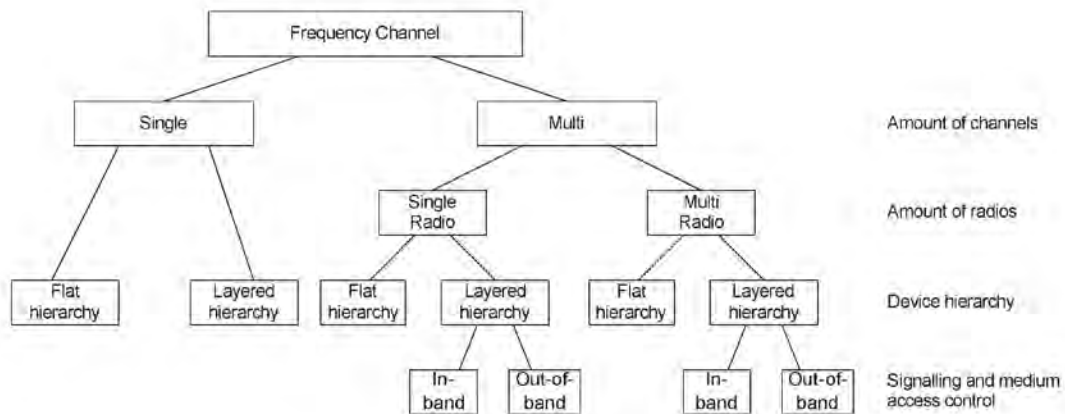 Frequency Channel
Single
Multi
Amount of channels
Single
Radio
Multi
Radio
Amount of radios
Flat
hierarchy
Layered
hierarchy
Flat
hierarchy
Layered
hierarchy
Flat
hierarchy
Layered
hierarchy
Device hierarchy
In-
band
Out-of-
band
In-
band
Out-of-
band
Signalling and medium
access control